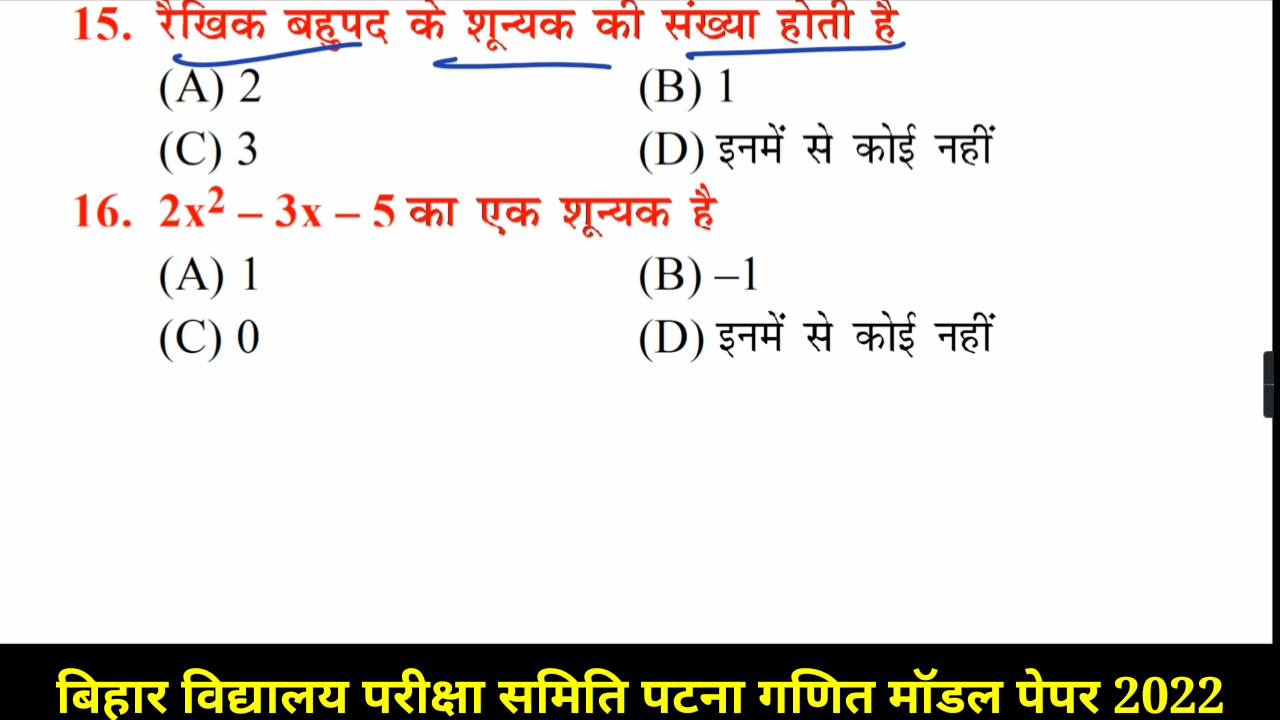 15. रैखिक बहुपद के शून्यक की संख्या होती है
(A) 2 (B) 1
(C) 3 (D) इनमें से कोई नहीं
16. 2x² – 3x – 5 का एक शून्यक है
(A) 1 (B) –1
(C) 0 (D) इनमें से कोई नहीं
बिहार विद्यालय परीक्षा समिति पटना गणित मॉडल पेपर 2022